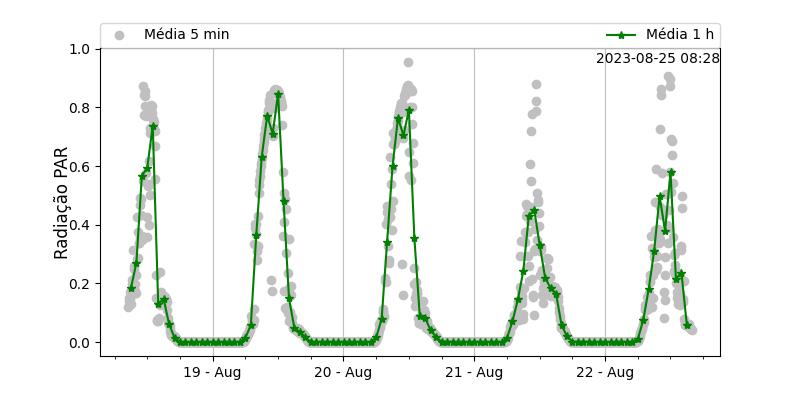 Média 5 min
Média 1 h
2023-08-25 08:28
Radiação PAR
1.0
0.8
0.6
0.4
0.2
0.0
19 - Aug
20 - Aug
21 - Aug
22 - Aug